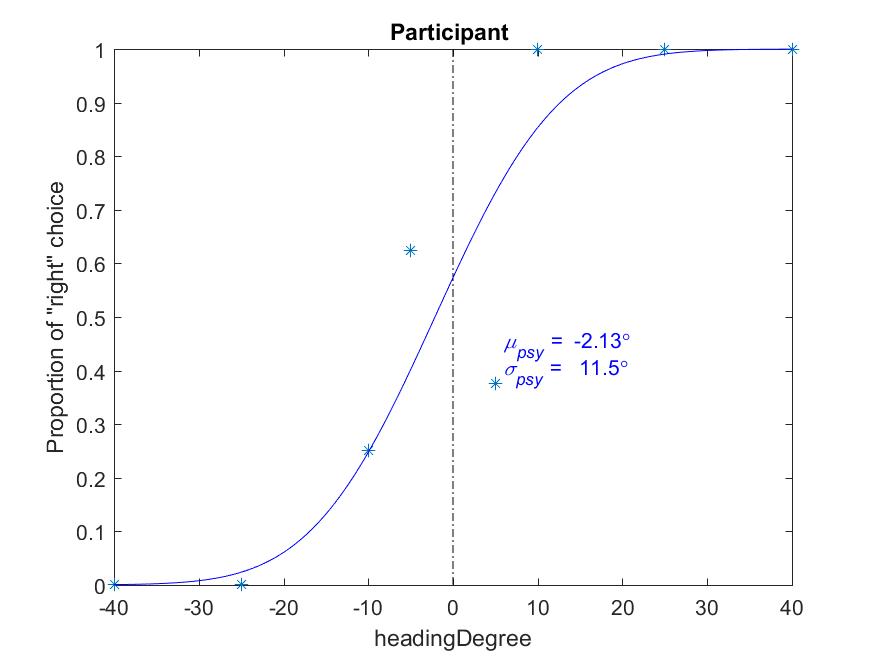 Participant
1
0.9
0.8
0.7
0.6
0.5
0.4
0.3
0.2
0.1
0
Proportion of "right" choice
μpsy = -2.13°
σpsy = 11.5°
-40 -30 -20 -10 0 10 20 30 40
headingDegree